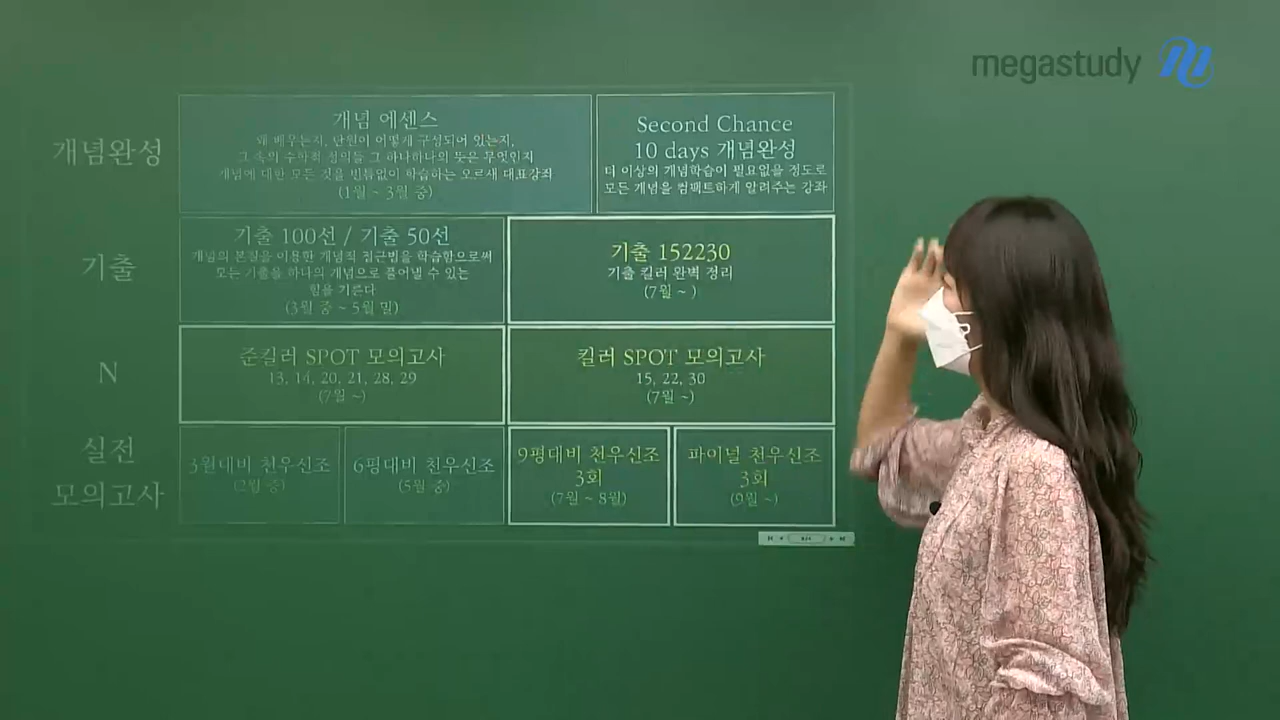 megastudy
개념완성
개념 에센스
왜 배우는지, 단원이 어떻게 구성되어 있는지,
그 속의 수학적 정의들 그 하나하나의 뜻은 무엇인지
개념에 대한 모든 것을 빈틈없이 학습하는 오르새 대표강좌
(1월 ~ 3월 중)
Second Chance
10 days 개념완성
더 이상의 개념학습이 필요없을 정도로
모든 개념을 컴팩트하게 알려주는 강좌
기출
기출 100선 / 기출 50선
개념의 본질을 이용한 개념적 접근법을 학습함으로써
모든 기출을 하나의 개념으로 풀어낼 수 있는
힘을 기른다
(3월 중 ~ 5월 말)
기출 152230
기출 킬러 완벽 정리
(7월 ~ )
N
준킬러 SPOT 모의고사
13, 14, 20, 21, 28, 29
(7월 ~)
킬러 SPOT 모의고사
15, 22, 30
(7월 ~)
실전
모의고사
3월대비 천우신조
(2월 중)
6평대비 천우신조
(5월 중)
9평대비 천우신조
3회
(7월 ~ 8월)
파이널 천우신조
3회
(9월 ~)